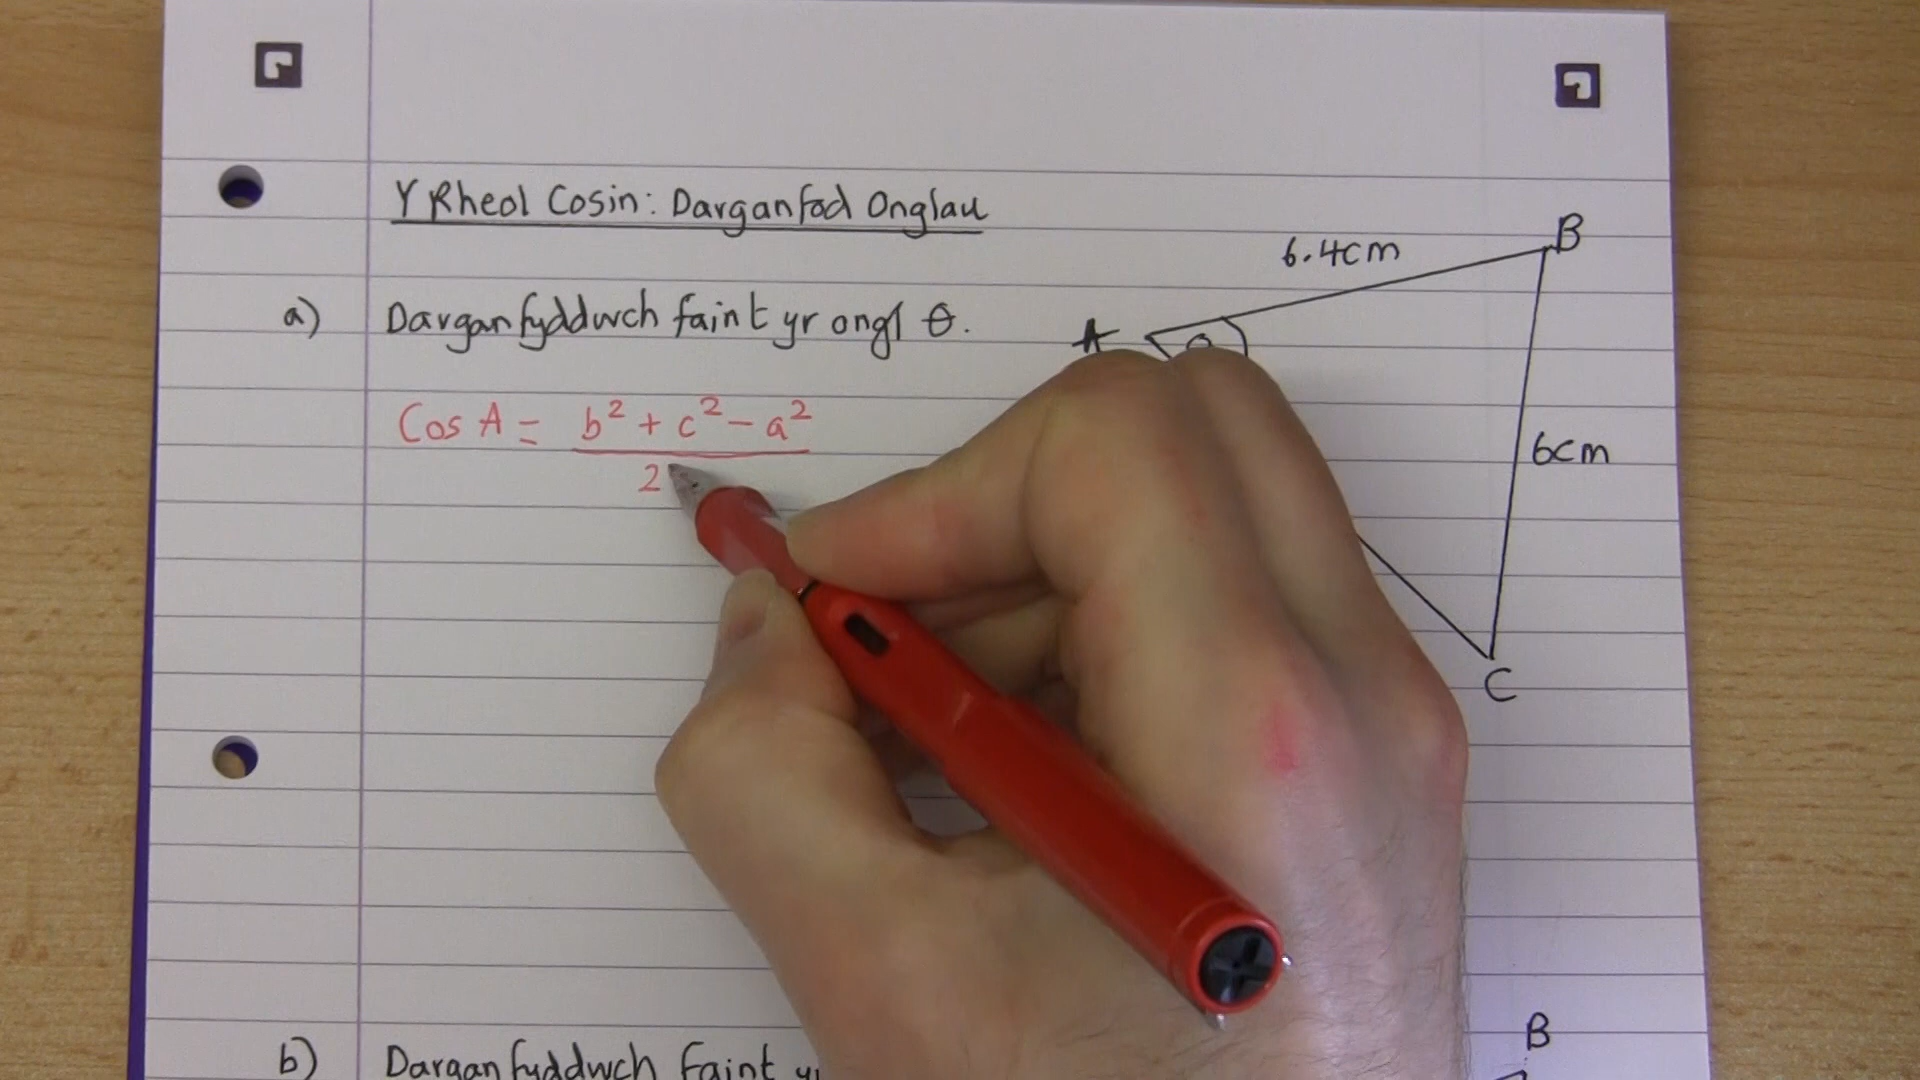 Y Rheol Cosin: Darganfod Onglau
a) Darganfyddwch faint yr ongl θ.
Cos A = b² + c² - a²
2
A
6.4cm
B
6cm
C
b) Darganfyddwch faint
B